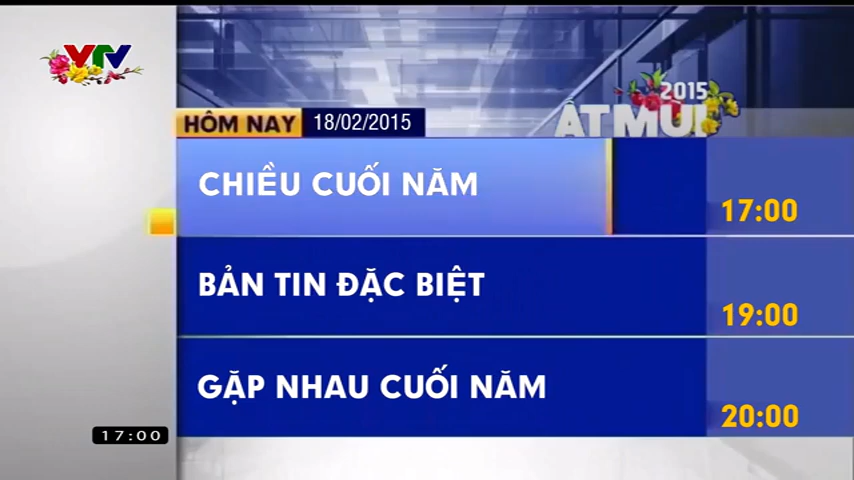 VTV
2015
ẤT MÙI
HÔM NAY 18/02/2015
CHIỀU CUỐI NĂM
17:00
BẢN TIN ĐẶC BIỆT
19:00
GẶP NHAU CUỐI NĂM
20:00
17:00